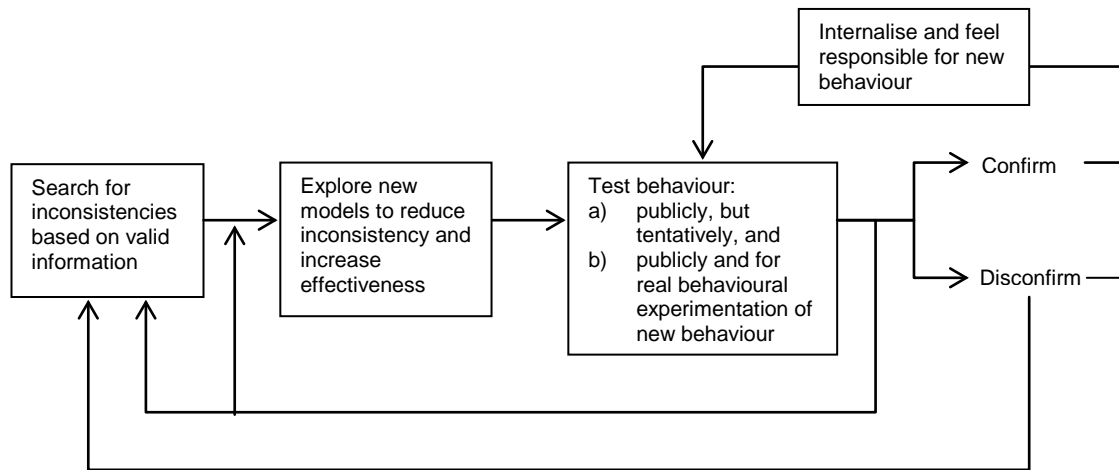 Internalise and feel
responsible for new
behaviour
Search for
inconsistencies
based on valid
information
Explore new
models to reduce
inconsistency and
increase
effectiveness
Test behaviour:
a) publicly, but
tentatively, and
b) publicly and for
real behavioural
experimentation of
new behaviour
Confirm
Disconfirm